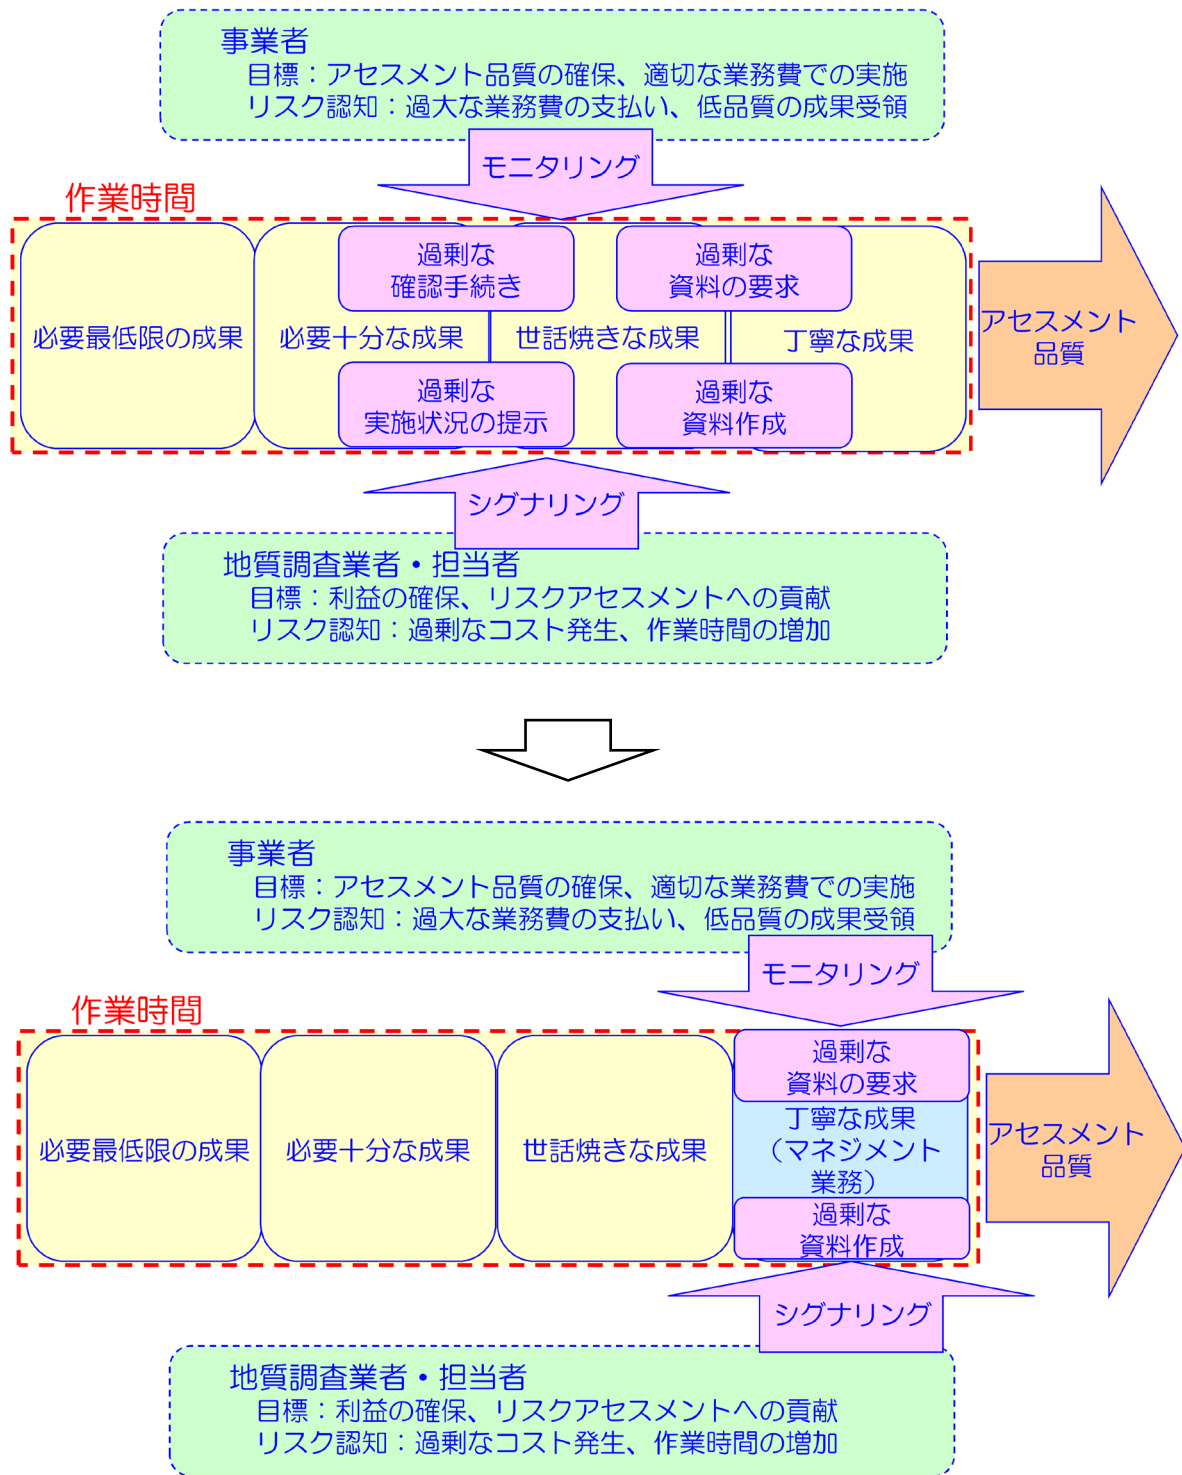 事業者
目標：アセスメント品質の確保、適切な業務費での実施
リスク認知：過大な業務費の支払い、低品質の成果受領
モニタリング
作業時間
過剰な
確認手続き
過剰な
資料の要求
必要最低限の成果
必要十分な成果
世話焼きな成果
丁寧な成果
過剰な
実施状況の提示
過剰な
資料作成
アセスメント
品質
シグナリング
地質調査業者・担当者
目標：利益の確保、リスクアセスメントへの貢献
リスク認知：過剰なコスト発生、作業時間の増加
事業者
目標：アセスメント品質の確保、適切な業務費での実施
リスク認知：過大な業務費の支払い、低品質の成果受領
モニタリング
作業時間
必要最低限の成果
必要十分な成果
世話焼きな成果
過剰な
資料の要求
丁寧な成果
（マネジメント
業務）
過剰な
資料作成
アセスメント
品質
シグナリング
地質調査業者・担当者
目標：利益の確保、リスクアセスメントへの貢献
リスク認知：過剰なコスト発生、作業時間の増加